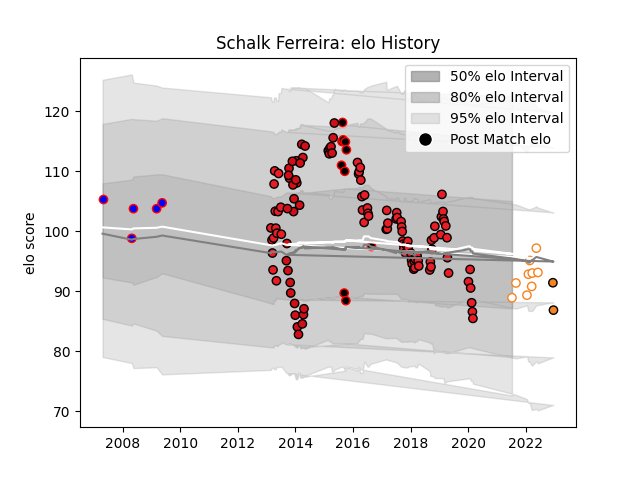 Schalk Ferreira: elo History
50% elo Interval
80% elo Interval
95% elo Interval
Post Match elo
elo score
120
110
100
90
80
70
2008 2010 2012 2014 2016 2018 2020 2022